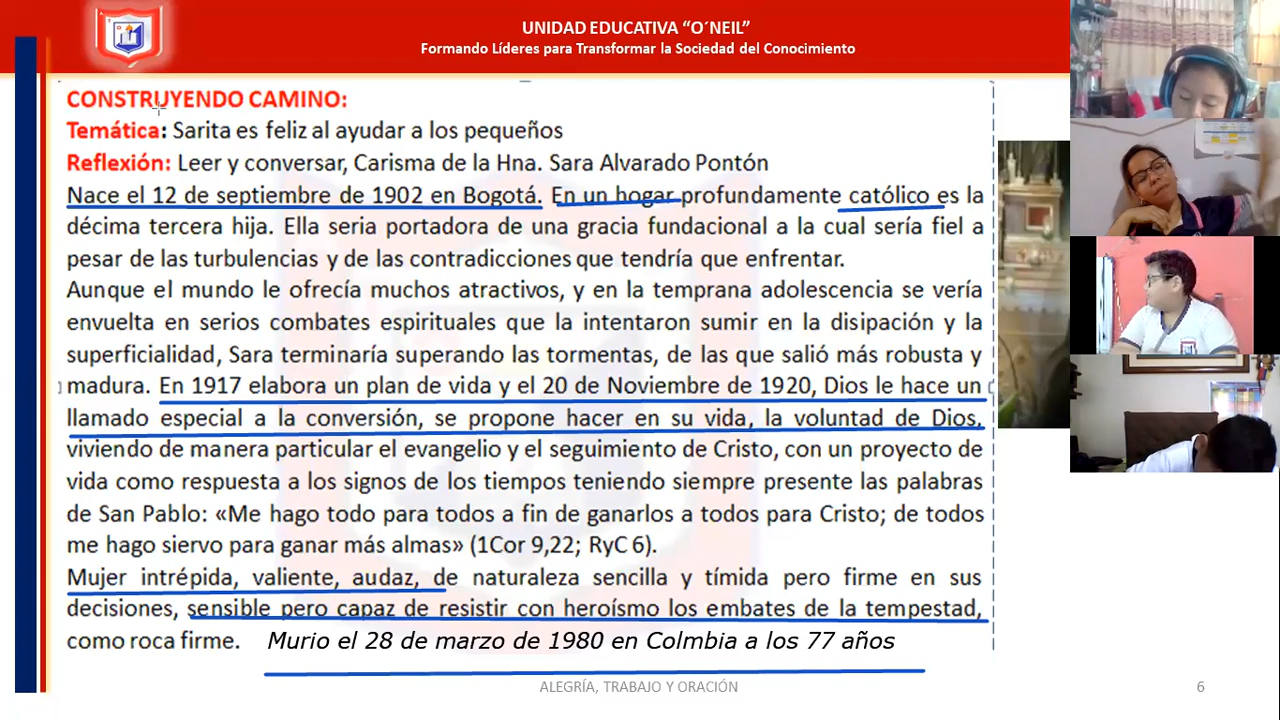 UNIDAD EDUCATIVA “O´NEIL”
Formando Líderes para Transformar la Sociedad del Conocimiento
CONSTRUYENDO CAMINO:
Temática: Sarita es feliz al ayudar a los pequeños
Reflexión: Leer y conversar, Carisma de la Hna. Sara Alvarado Pontón
Nace el 12 de septiembre de 1902 en Bogotá. En un hogar profundamente católico es la
décima tercera hija. Ella seria portadora de una gracia fundacional a la cual sería fiel a
pesar de las turbulencias y de las contradicciones que tendría que enfrentar.
Aunque el mundo le ofrecía muchos atractivos, y en la temprana adolescencia se vería
envuelta en serios combates espirituales que la intentaron sumir en la disipación y la
superficialidad, Sara terminaría superando las tormentas, de las que salió más robusta y
madura. En 1917 elabora un plan de vida y el 20 de Noviembre de 1920, Dios le hace un
llamado especial a la conversión, se propone hacer en su vida, la voluntad de Dios,
viviendo de manera particular el evangelio y el seguimiento de Cristo, con un proyecto de
vida como respuesta a los signos de los tiempos teniendo siempre presente las palabras
de San Pablo: «Me hago todo para todos a fin de ganarlos a todos para Cristo; de todos
me hago siervo para ganar más almas» (1Cor 9,22; RyC 6).
Mujer intrépida, valiente, audaz, de naturaleza sencilla y tímida pero firme en sus
decisiones, sensible pero capaz de resistir con heroísmo los embates de la tempestad,
como roca firme. Murio el 28 de marzo de 1980 en Colmbia a los 77 años
ALEGRÍA, TRABAJO Y ORACIÓN 6